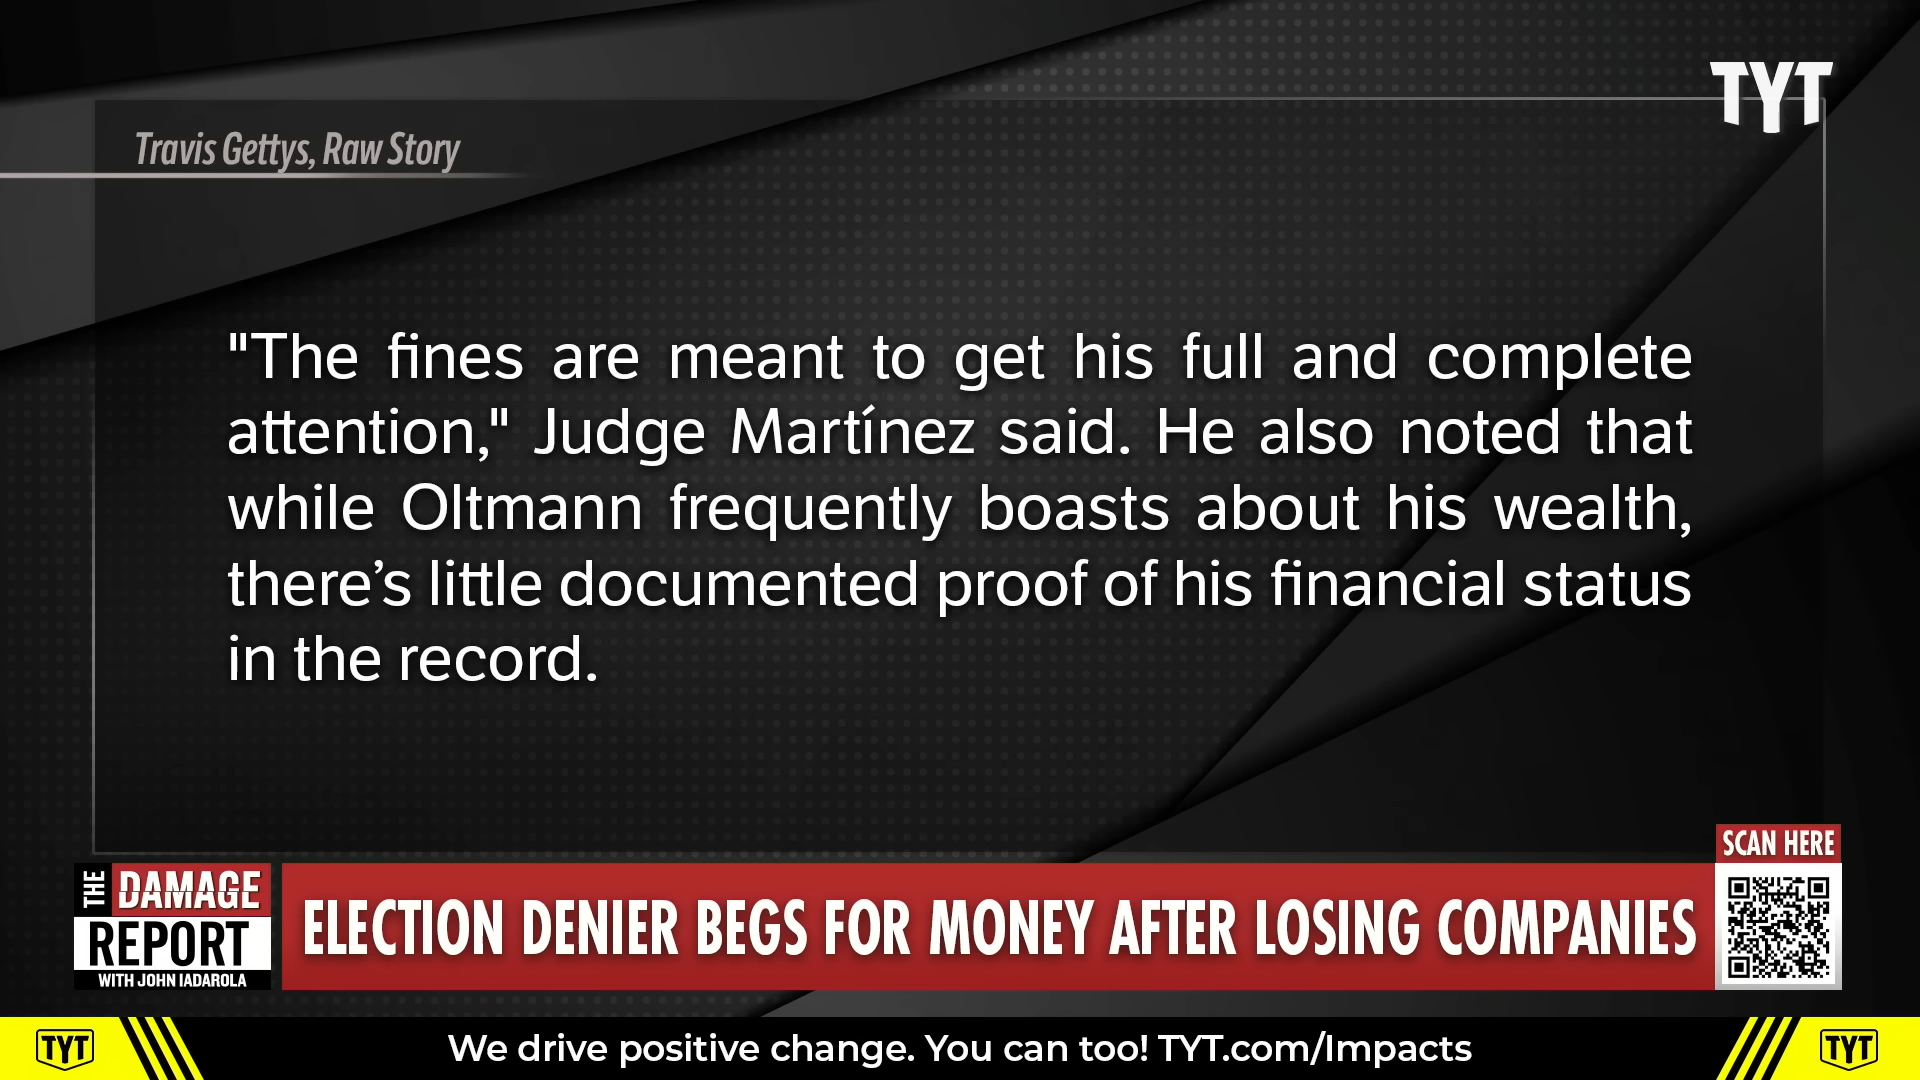 TYT
Travis Gettys, Raw Story
"The fines are meant to get his full and complete
attention," Judge Martínez said. He also noted that
while Oltmann frequently boasts about his wealth,
there’s little documented proof of his financial status
in the record.
SCAN HERE
THE DAMAGE
REPORT
WITH JOHN IADAROLA
ELECTION DENIER BEGS FOR MONEY AFTER LOSING COMPANIES
TYT
We drive positive change. You can too! TYT.com/Impacts
TYT